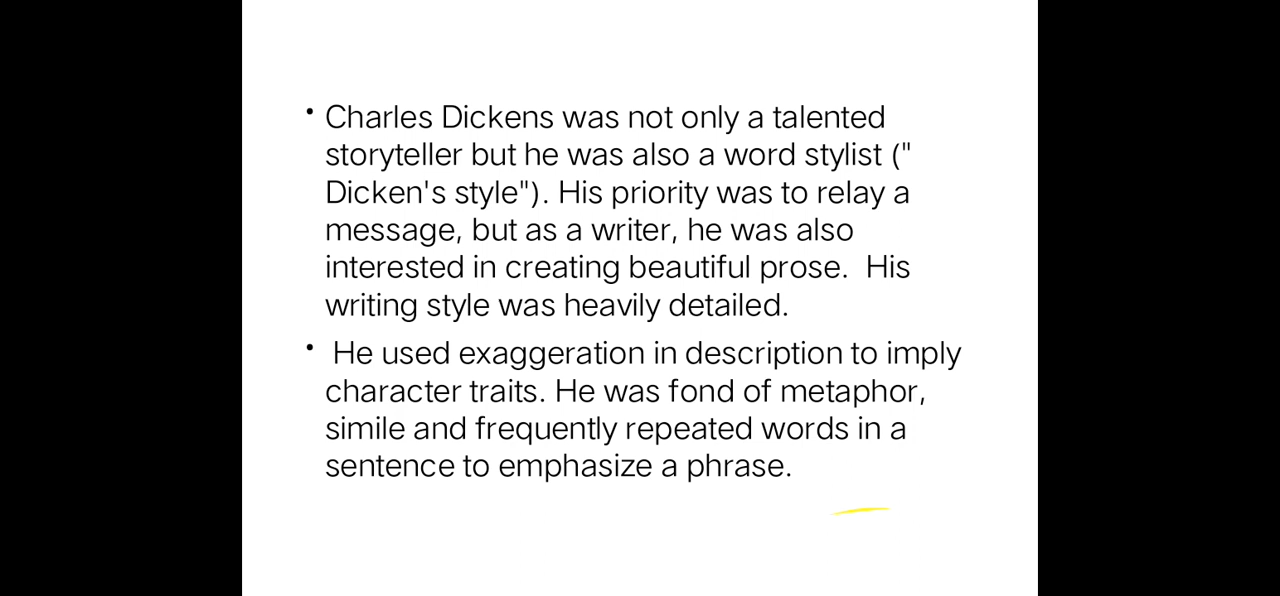 • Charles Dickens was not only a talented
storyteller but he was also a word stylist ("
Dicken's style"). His priority was to relay a
message, but as a writer, he was also
interested in creating beautiful prose.  His
writing style was heavily detailed.
•  He used exaggeration in description to imply
character traits. He was fond of metaphor,
simile and frequently repeated words in a
sentence to emphasize a phrase.